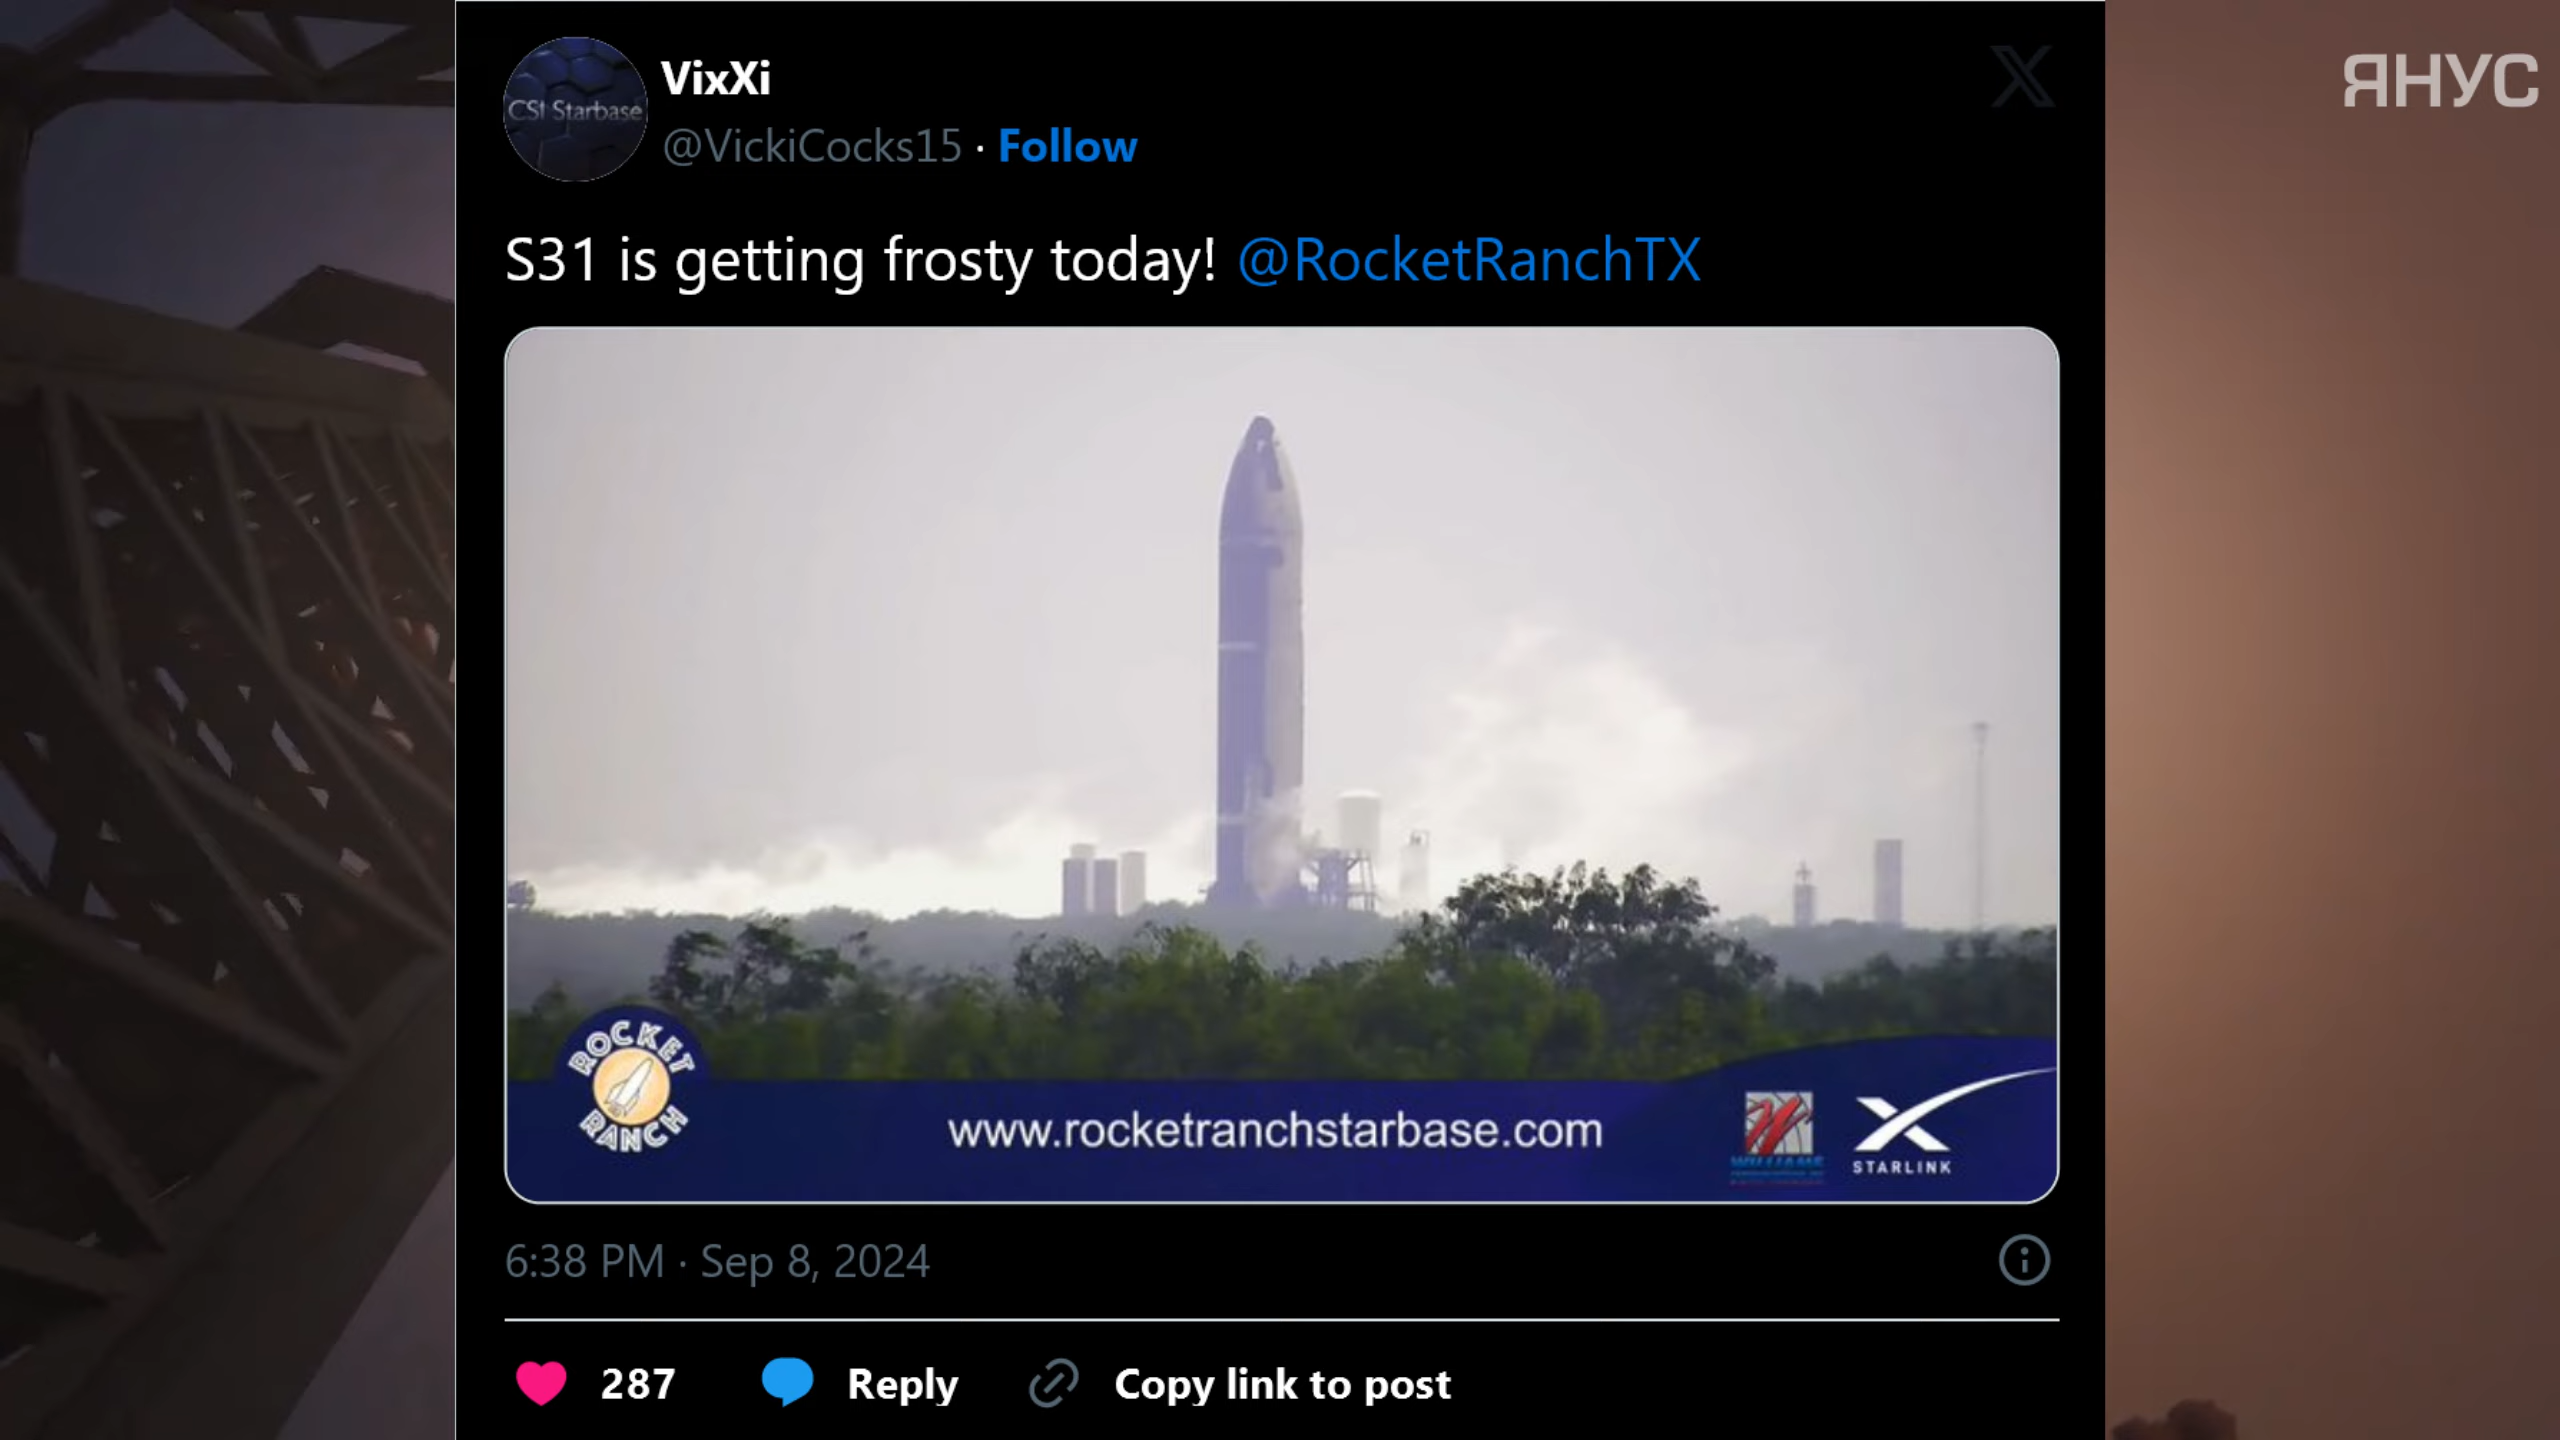 ЯНУС
VixXi
CSI Starbase
@VickiCocks15 · Follow
S31 is getting frosty today! @RocketRanchTX
ROCKET
RANCH
www.rocketranchstarbase.com
WILLIAMS
STARLINK
6:38 PM · Sep 8, 2024
287
Reply
Copy link to post